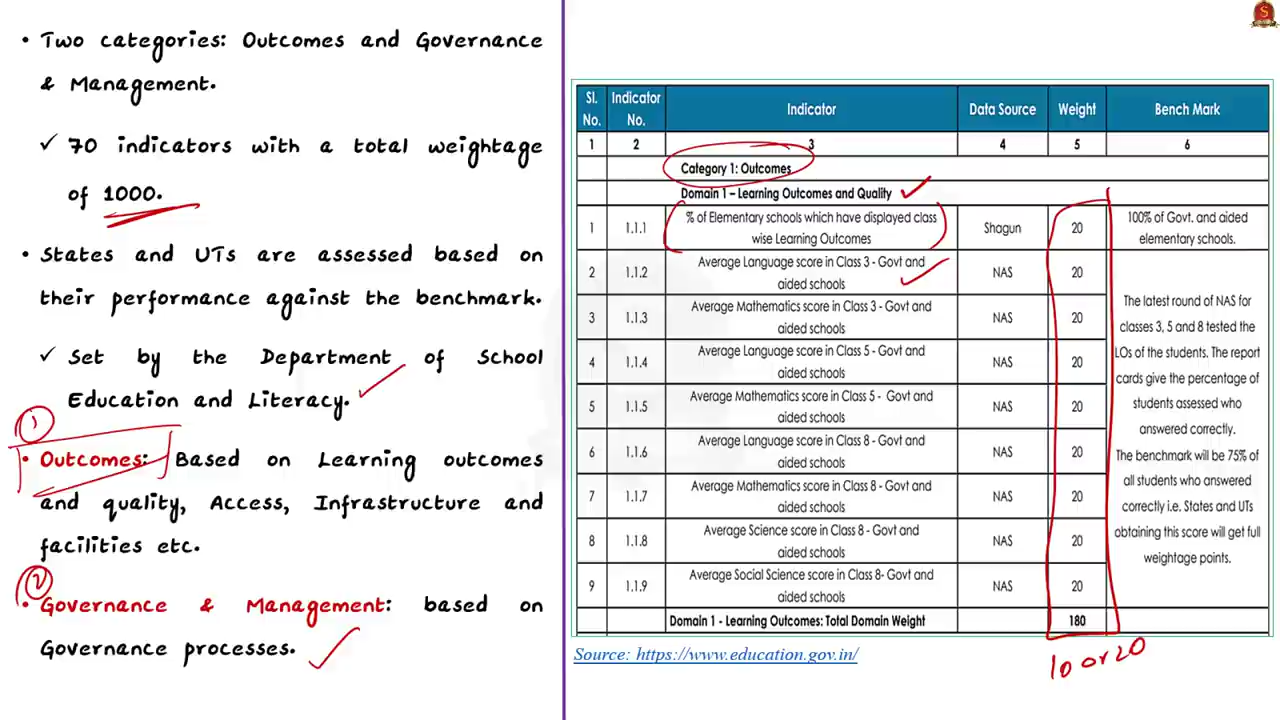 • Two categories: Outcomes and Governance
& Management.
✓ 70 indicators with a total weightage
of 1000.
• States and UTs are assessed based on
their performance against the benchmark.
✓ Set by the Department of School
Education and Literacy.
1
• Outcomes: Based on Learning outcomes
and quality, Access, Infrastructure and
facilities etc.
2
• Governance & Management: based on
Governance processes.
Sl. No. Indicator No. Indicator Data Source Weight Bench Mark
1 2 3 4 5 6
Category 1: Outcomes
Domain 1 – Learning Outcomes and Quality
1 1.1.1 % of Elementary schools which have displayed class wise Learning Outcomes Shagun 20 100% of Govt. and aided elementary schools.
2 1.1.2 Average Language score in Class 3 - Govt and aided schools NAS 20
3 1.1.3 Average Mathematics score in Class 3 - Govt and aided schools NAS 20
4 1.1.4 Average Language score in Class 5 - Govt and aided schools NAS 20
5 1.1.5 Average Mathematics score in Class 5 - Govt and aided schools NAS 20
6 1.1.6 Average Language score in Class 8 - Govt and aided schools NAS 20
7 1.1.7 Average Mathematics score in Class 8 - Govt and aided schools NAS 20
8 1.1.8 Average Science score in Class 8 - Govt and aided schools NAS 20
9 1.1.9 Average Social Science score in Class 8- Govt and aided schools NAS 20
The latest round of NAS for
classes 3, 5 and 8 tested the
LOs of the students. The report
cards give the percentage of
students assessed who
answered correctly.
The benchmark will be 75% of
all students who answered
correctly i.e. States and UTs
obtaining this score will get full
weightage points.
Domain 1 - Learning Outcomes: Total Domain Weight 180
Source: https://www.education.gov.in/
10 or 20